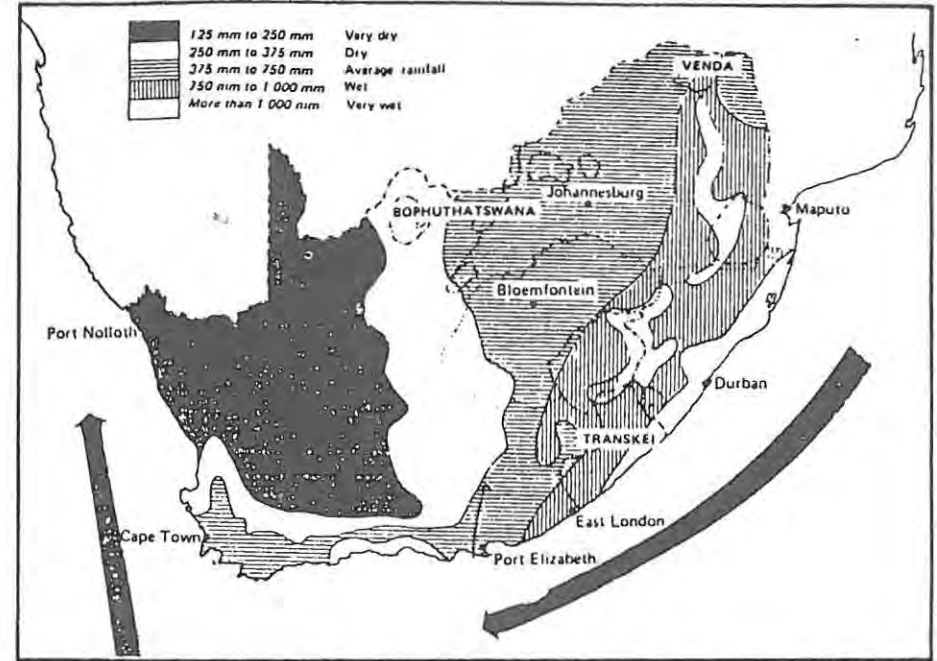 125 mm to 250 mm Very dry
250 mm to 375 mm Dry
375 mm to 750 mm Average rainfall
750 mm to 1 000 mm Wet
More than 1 000 mm Very wet
VENDA
Johannesburg
BOPHUTHATSWANA
Maputo
Bloemfontein
Port Nolloth
Durban
TRANSKEI
East London
Cape Town
Port Elizabeth